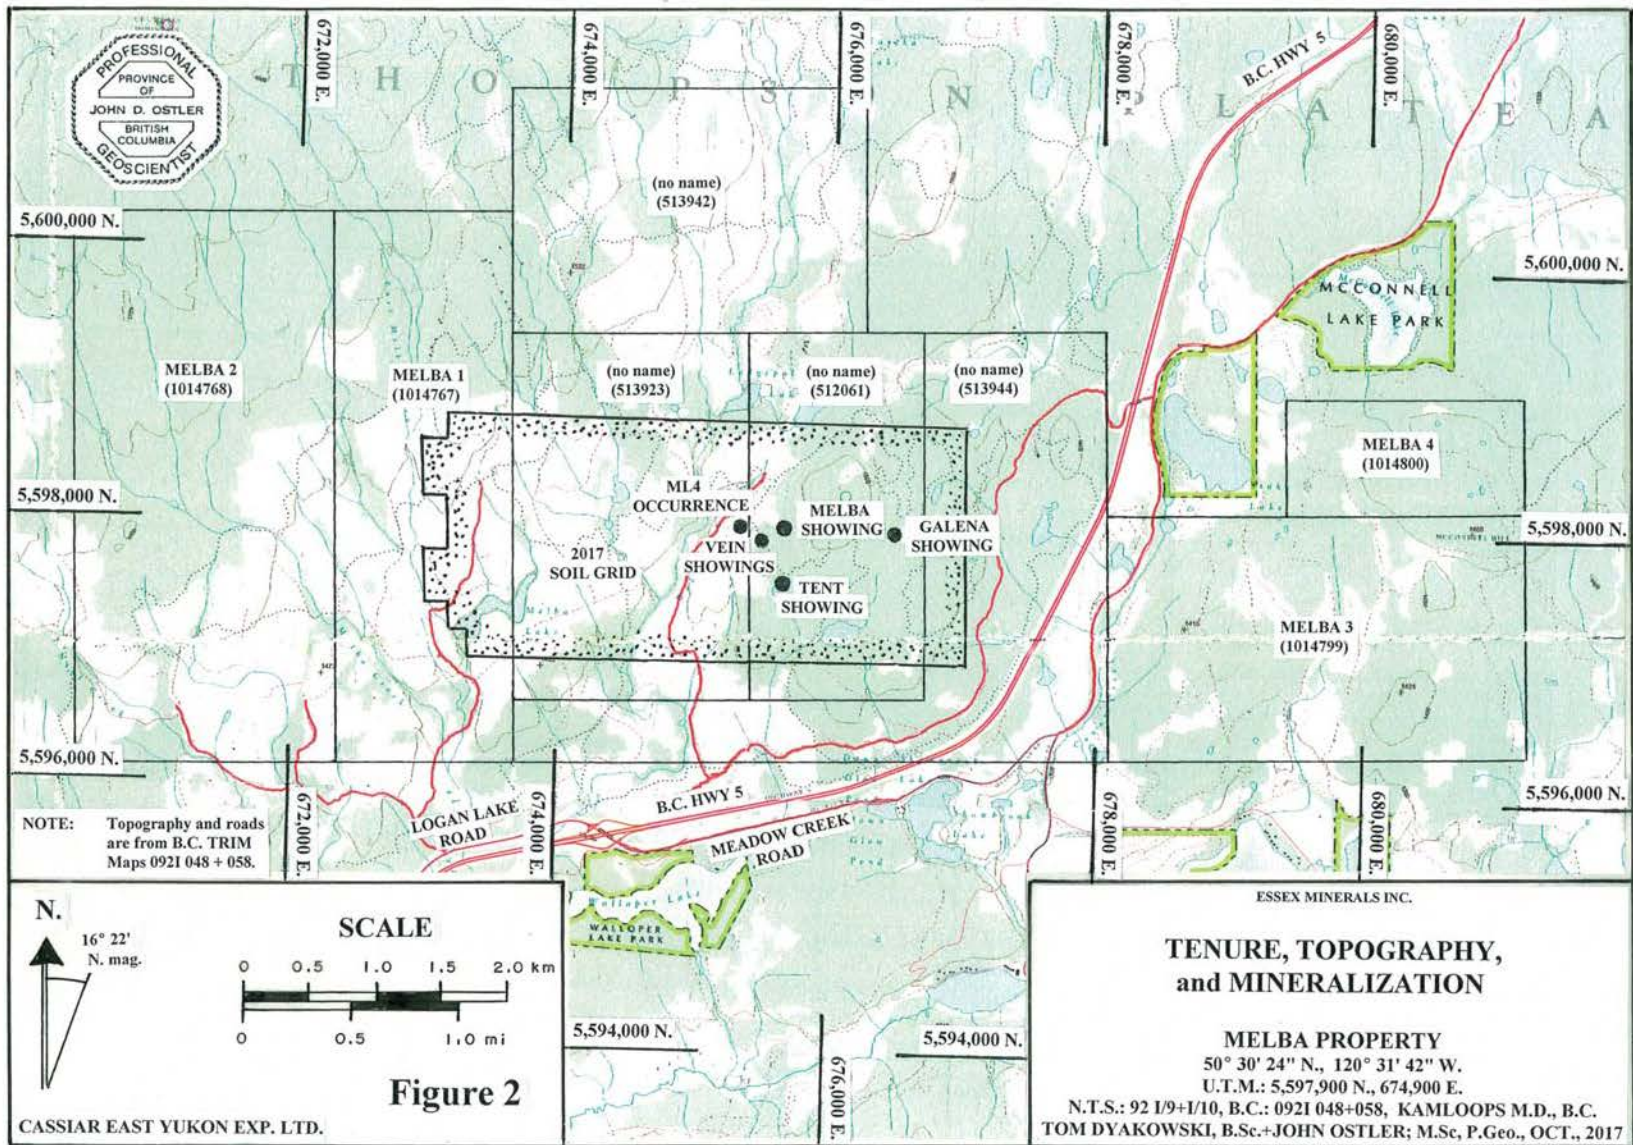 PROFESSIONAL
PROVINCE
OF
JOHN D. OSTLER
BRITISH
COLUMBIA
GEOSCIENTIST
THOMPSON PLATEA
672,000 E.
674,000 E.
676,000 E.
678,000 E.
680,000 E.
B.C. HWY 5
5,600,000 N.
5,600,000 N.
(no name)
(513942)
MCCONNELL
LAKE PARK
MELBA 2
(1014768)
MELBA 1
(1014767)
(no name)
(513923)
(no name)
(512061)
(no name)
(513944)
MELBA 4
(1014800)
5,598,000 N.
5,598,000 N.
ML4
OCCURRENCE
MELBA
SHOWING
GALENA
SHOWING
VEIN
SHOWINGS
2017
SOIL GRID
TENT
SHOWING
Melba
Lake
MELBA 3
(1014799)
5,596,000 N.
5,596,000 N.
NOTE: Topography and roads
are from B.C. TRIM
Maps 092I 048 + 058.
672,000 E.
LOGAN LAKE
ROAD
674,000 E.
B.C. HWY 5
MEADOW CREEK
ROAD
678,000 E.
680,000 E.
Walloper Lake
WALLOPER
LAKE PARK
N.
16° 22'
N. mag.
SCALE
0 0.5 1.0 1.5 2.0 km
0 0.5 1.0 mi
Figure 2
CASSIAR EAST YUKON EXP. LTD.
5,594,000 N.
676,000 E.
5,594,000 N.
ESSEX MINERALS INC.
TENURE, TOPOGRAPHY,
and MINERALIZATION
MELBA PROPERTY
50° 30' 24" N., 120° 31' 42" W.
U.T.M.: 5,597,900 N., 674,900 E.
N.T.S.: 92 I/9+I/10, B.C.: 092I 048+058, KAMLOOPS M.D., B.C.
TOM DYAKOWSKI, B.Sc.+JOHN OSTLER; M.Sc, P.Geo., OCT., 2017